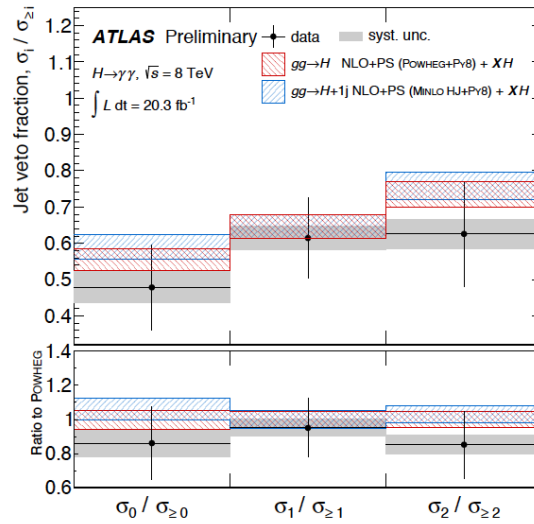 ATLAS Preliminary
data
syst. unc.
H→γγ, √s = 8 TeV
∫ L dt = 20.3 fb⁻¹
gg→H NLO+PS (POWHEG+PY8) + XH
gg→H+1j NLO+PS (MINLO HJ+PY8) + XH
Jet veto fraction, σᵢ / σ≥ᵢ
1.2
1.1
1
0.9
0.8
0.7
0.6
0.5
0.4
Ratio to POWHEG
1.4
1.2
1
0.8
0.6
σ₀ / σ≥₀
σ₁ / σ≥₁
σ₂ / σ≥₂